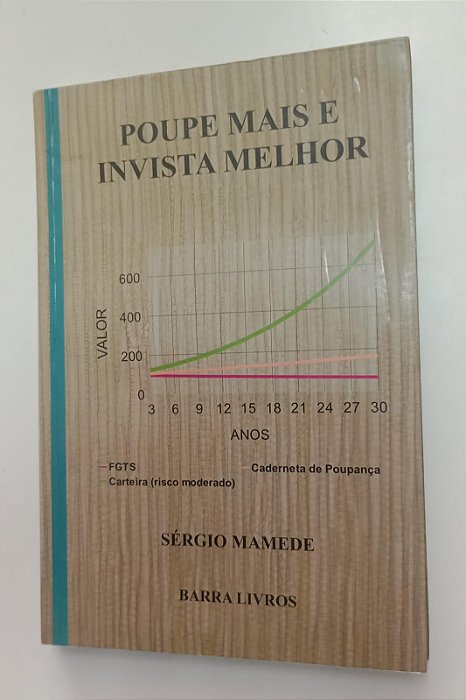 POUPE MAIS E
INVISTA MELHOR
VALOR
600
400
200
0
3 6 9 12 15 18 21 24 27 30
ANOS
FGTS
Caderneta de Poupança
Carteira (risco moderado)
SÉRGIO MAMEDE
BARRA LIVROS